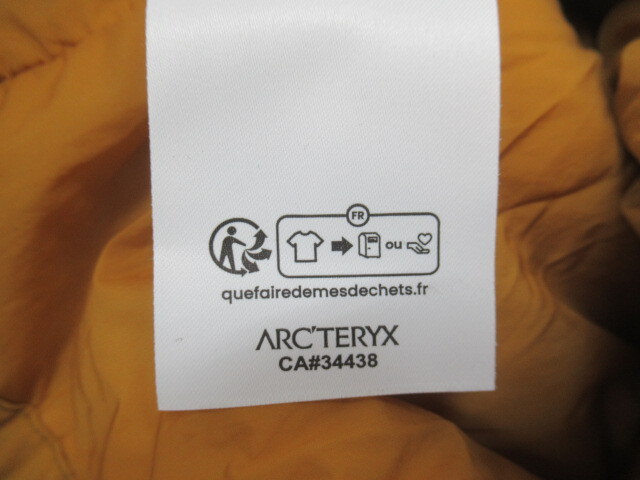 FR
ou
quefairedemesdechets.fr
ARC'TERYX
CA#34438